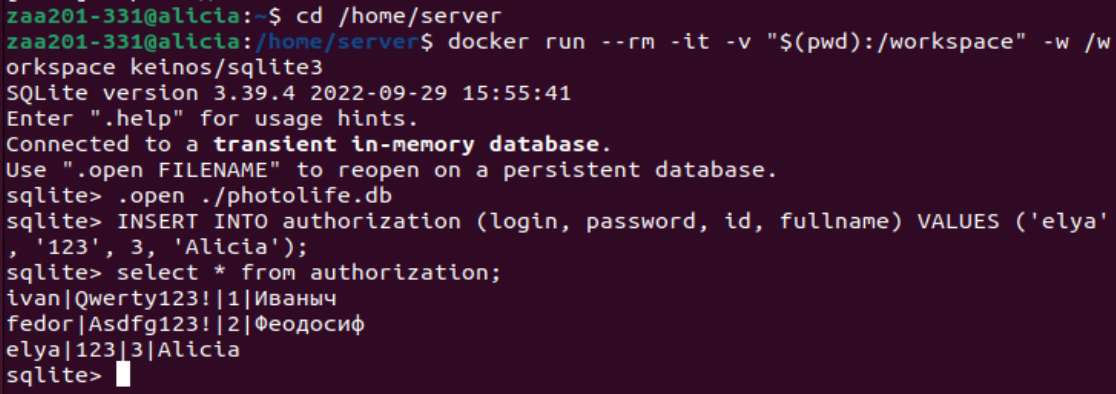 zaa201-331@alicia:~$ cd /home/server
zaa201-331@alicia:/home/server$ docker run --rm -it -v "$(pwd):/workspace" -w /w
orkspace keinos/sqlite3
SQLite version 3.39.4 2022-09-29 15:55:41
Enter ".help" for usage hints.
Connected to a transient in-memory database.
Use ".open FILENAME" to reopen on a persistent database.
sqlite> .open ./photolife.db
sqlite> INSERT INTO authorization (login, password, id, fullname) VALUES ('elya'
, '123', 3, 'Alicia');
sqlite> select * from authorization;
ivan|Qwerty123!|1|Иваныч
fedor|Asdfg123!|2|Феодосиф
elya|123|3|Alicia
sqlite>